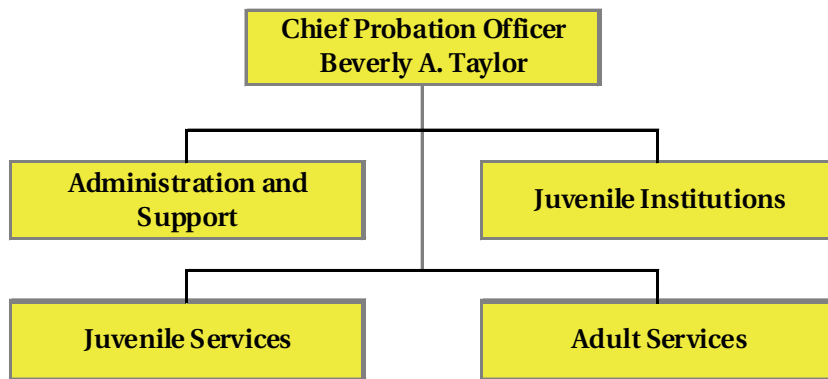 Chief Probation Officer
Beverly A. Taylor
Administration and
Support
Juvenile Institutions
Juvenile Services
Adult Services